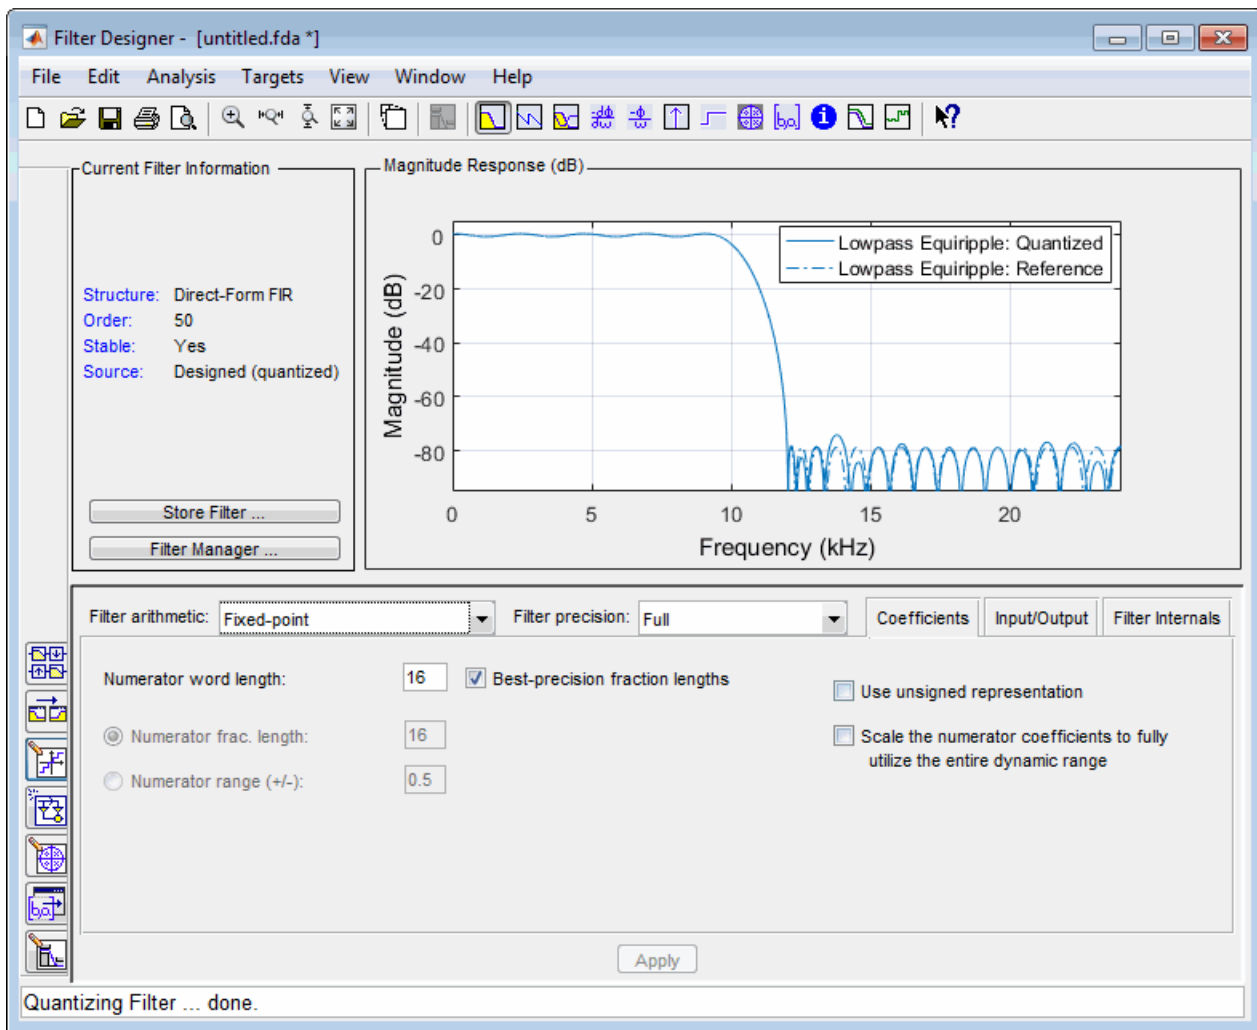 Filter Designer - [untitled.fda *]
File Edit Analysis Targets View Window Help
Current Filter Information
Structure: Direct-Form FIR
Order: 50
Stable: Yes
Source: Designed (quantized)
Store Filter ...
Filter Manager ...
Magnitude Response (dB)
Magnitude (dB)
0
-20
-40
-60
-80
Lowpass Equiripple: Quantized
Lowpass Equiripple: Reference
0 5 10 15 20
Frequency (kHz)
Filter arithmetic: Fixed-point Filter precision: Full Coefficients Input/Output Filter Internals
Numerator word length: 16 Best-precision fraction lengths
Numerator frac. length: 16
Numerator range (+/-): 0.5
Use unsigned representation
Scale the numerator coefficients to fully
utilize the entire dynamic range
Apply
Quantizing Filter ... done.